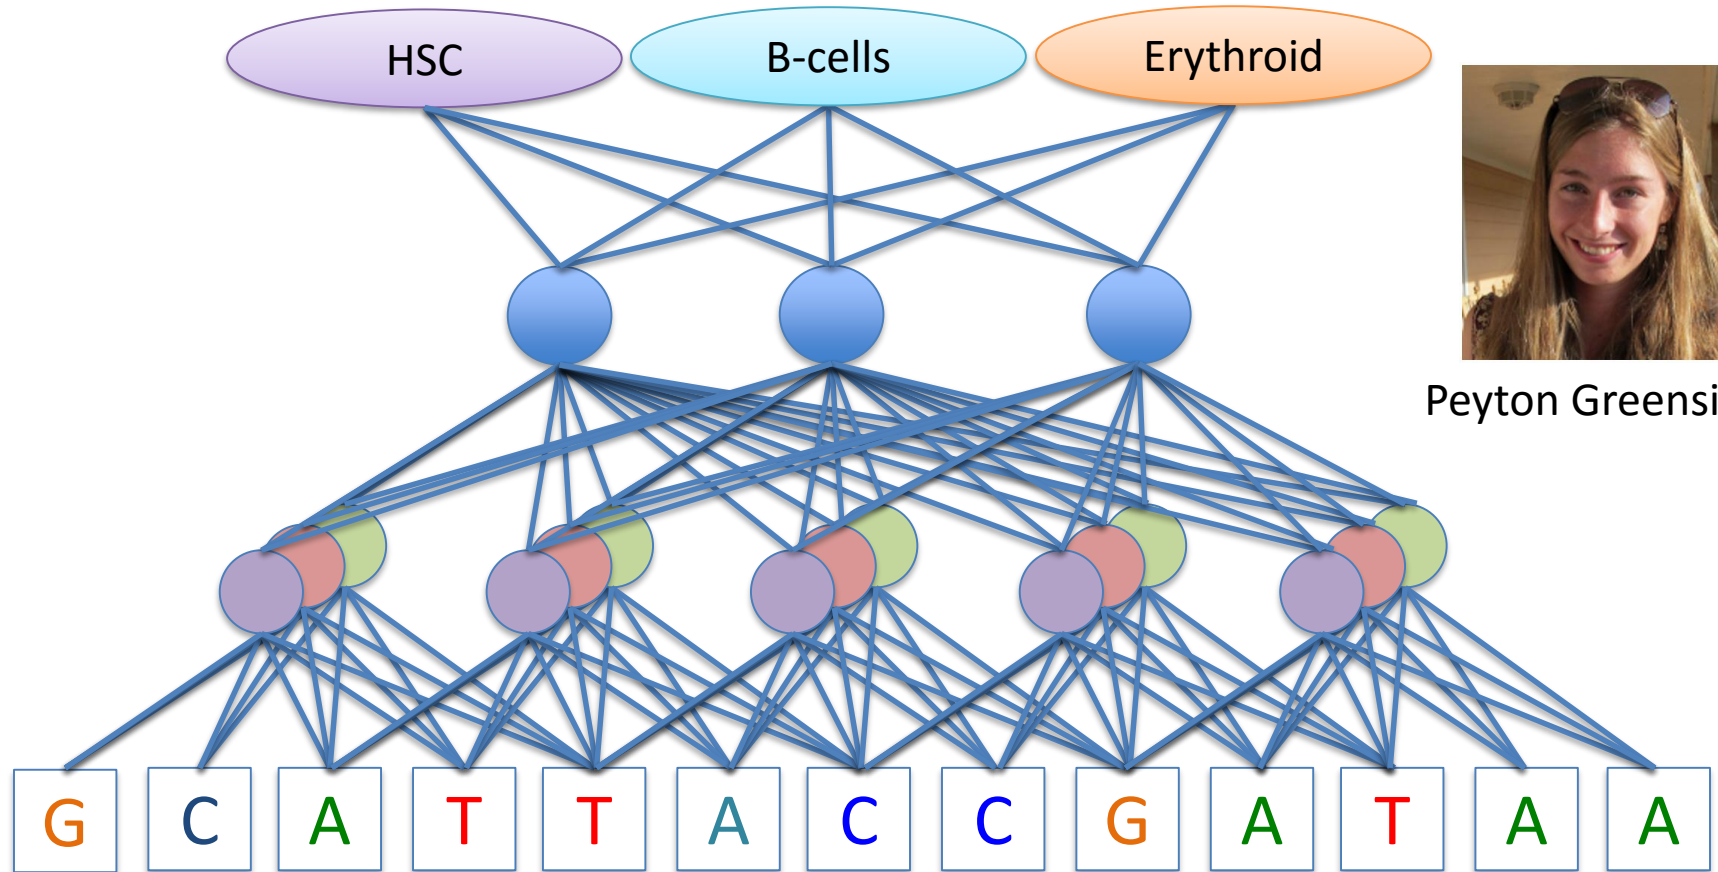 HSC B-cells Erythroid
Peyton Greensi
G C A T T A C C G A T A A